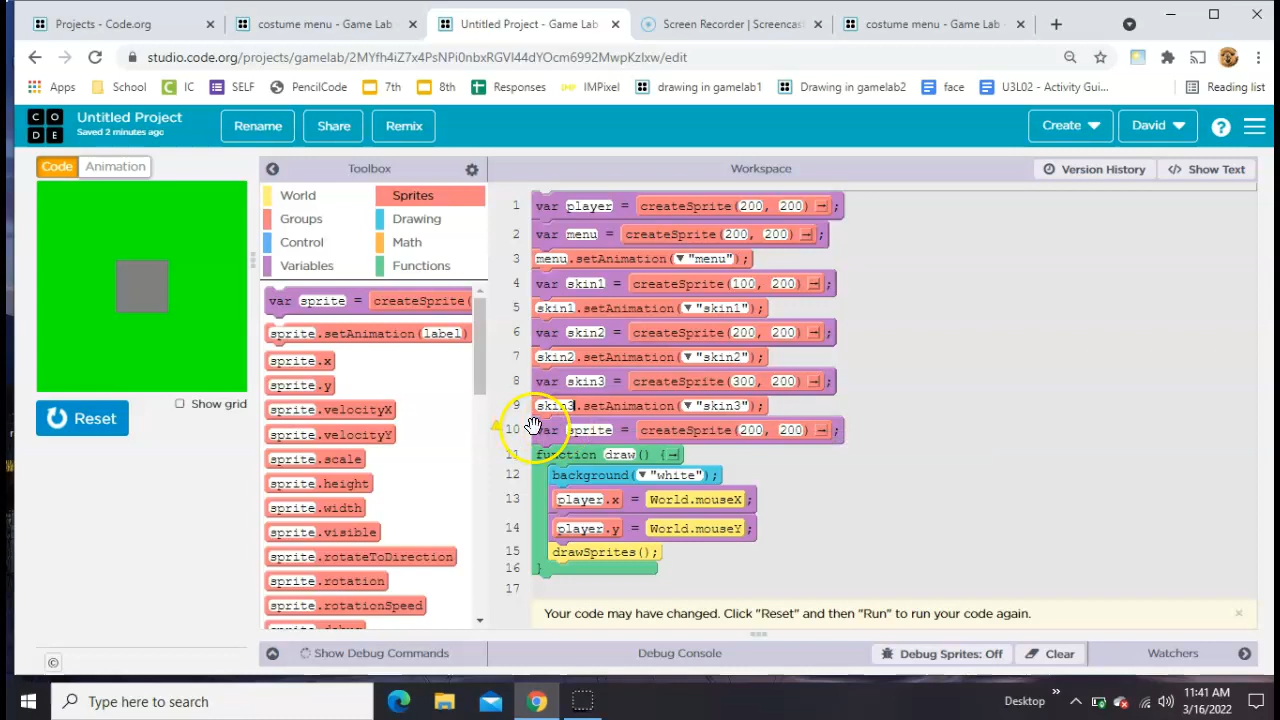 Projects - Code.org
costume menu - Game Lab
Untitled Project - Game Lab
Screen Recorder | Screencast
costume menu - Game Lab
studio.code.org/projects/gamelab/2MYfh4iZ7x4PsNPi0nbxRGVI44dYOcm6992MwpKzlxw/edit
Apps School IC SELF PencilCode 7th 8th Responses IMPixel drawing in gamelab1 Drawing in gamelab2 face U3L02 - Activity Gui... Reading list
CODE
Untitled Project
Saved 2 minutes ago
Rename Share Remix Create David ?
Code Animation
Toolbox
Workspace
Version History
</> Show Text
World Sprites
Groups Drawing
Control Math
Variables Functions
var sprite = createSprite(
sprite.setAnimation(label)
sprite.x
sprite.y
sprite.velocityX
sprite.velocityY
sprite.scale
sprite.height
sprite.width
sprite.visible
sprite.rotateToDirection
sprite.rotation
sprite.rotationSpeed
Show grid
Reset
1 var player = createSprite(200, 200);
2 var menu = createSprite(200, 200);
3 menu.setAnimation("menu");
4 var skin1 = createSprite(100, 200);
5 skin1.setAnimation("skin1");
6 var skin2 = createSprite(200, 200);
7 skin2.setAnimation("skin2");
8 var skin3 = createSprite(300, 200);
9 skin3.setAnimation("skin3");
10 var sprite = createSprite(200, 200);
11 function draw() {
12 background("white");
13 player.x = World.mouseX;
14 player.y = World.mouseY;
15 drawSprites();
16 }
17
Your code may have changed. Click "Reset" and then "Run" to run your code again.
©
Show Debug Commands
Debug Console
Debug Sprites: Off
Clear
Watchers
Type here to search
Desktop
11:41 AM
3/16/2022